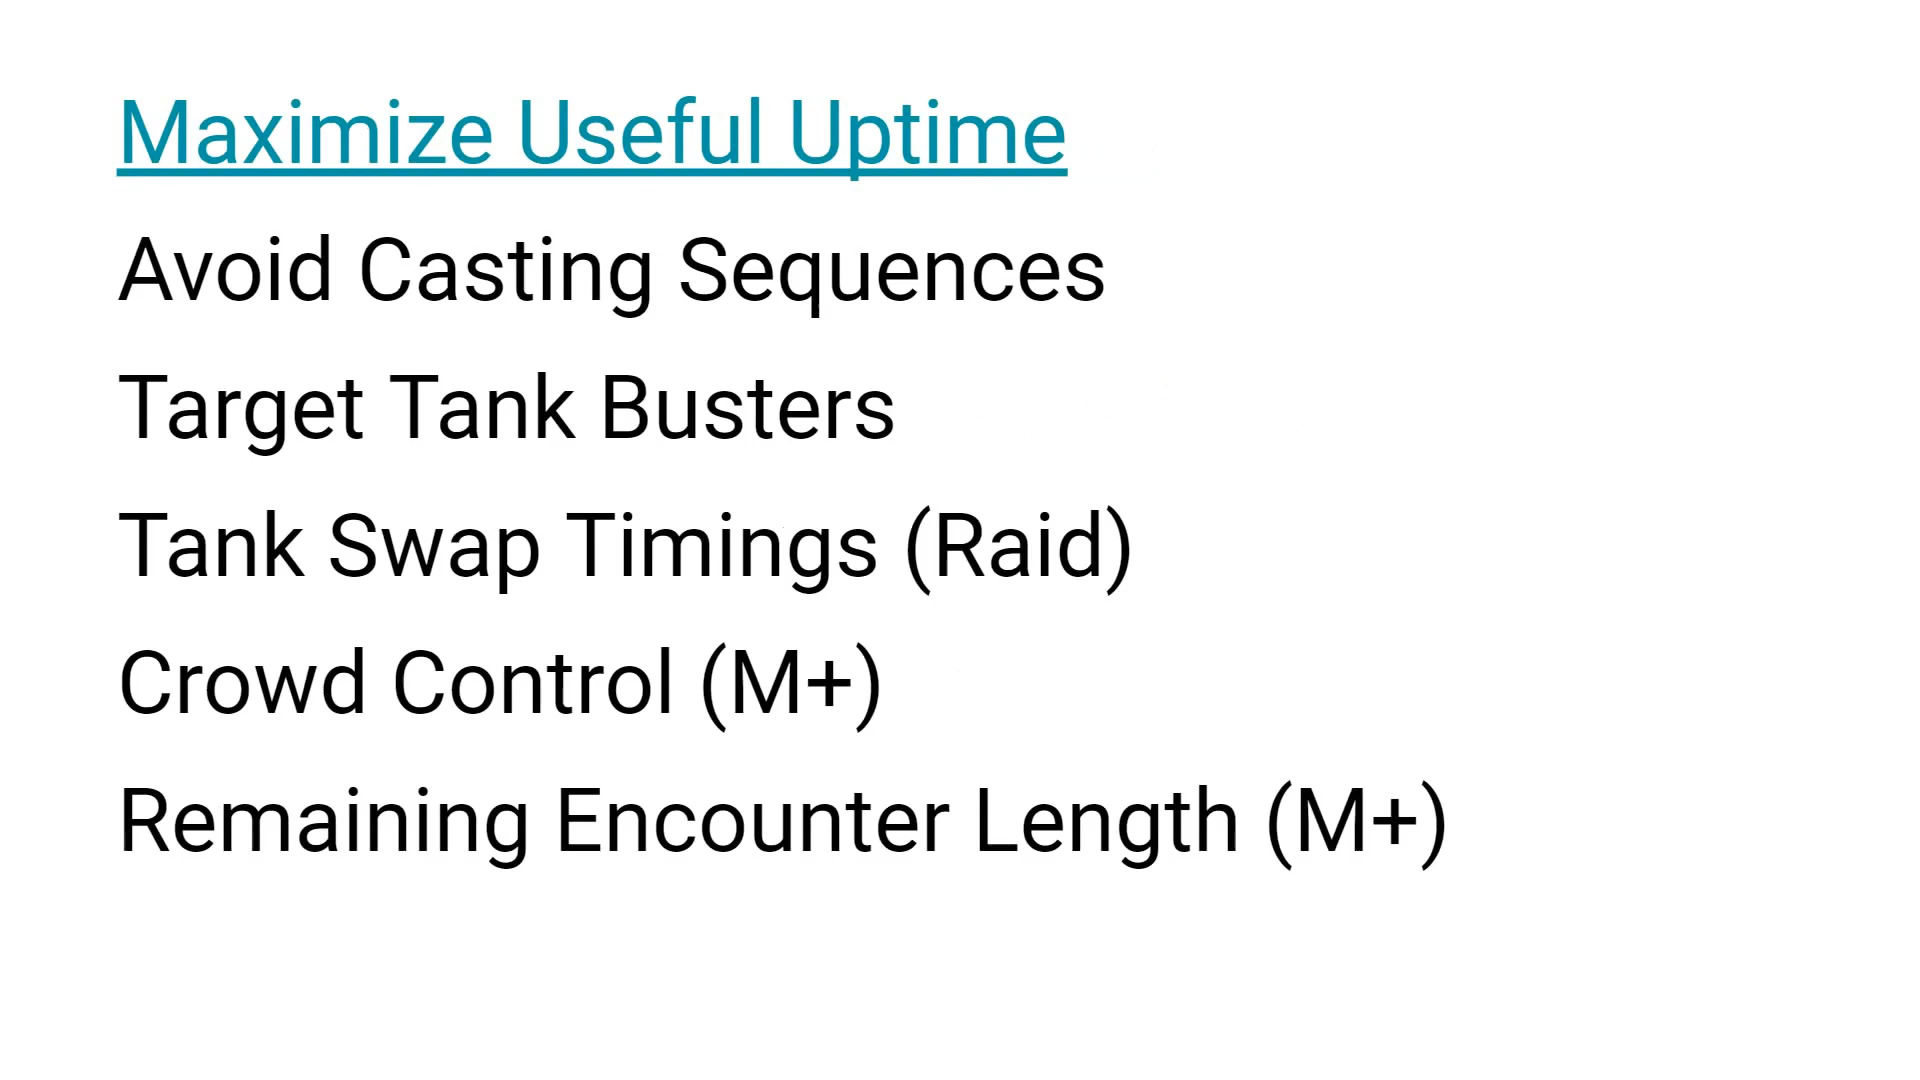 Maximize Useful Uptime
Avoid Casting Sequences
Target Tank Busters
Tank Swap Timings (Raid)
Crowd Control (M+)
Remaining Encounter Length (M+)